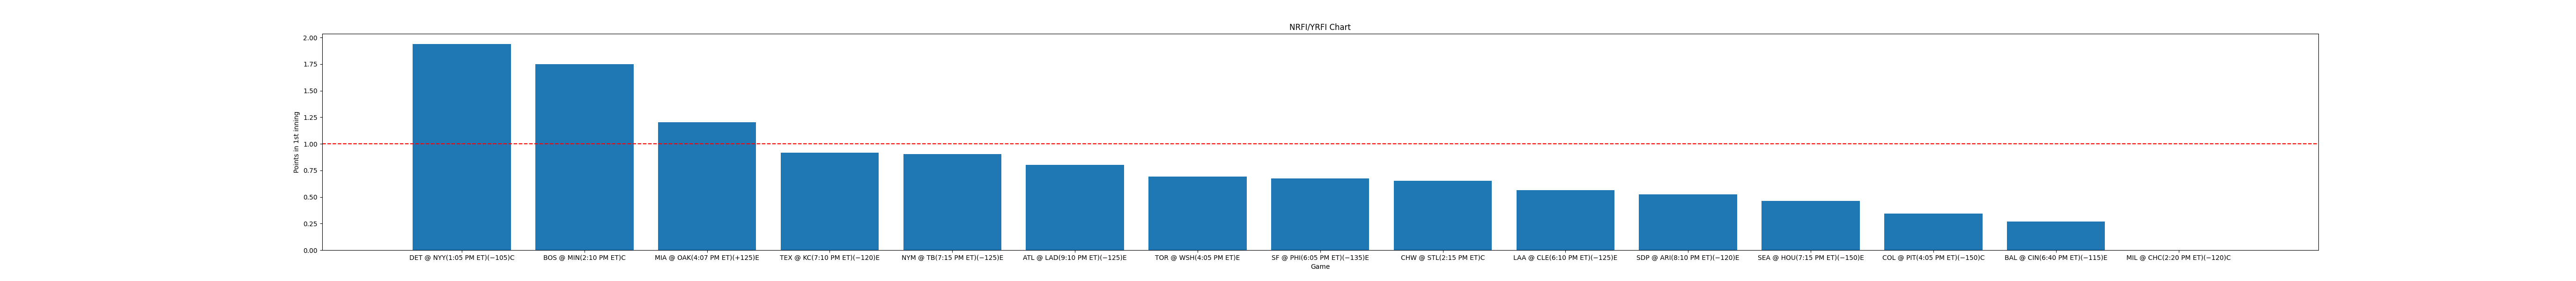 NRFI/YRFI Chart
2.00
1.75
1.50
1.25
1.00
0.75
0.50
0.25
0.00
Points in 11st inning
DET @ NYY(1:05 PM ET)(−105)C
BOS @ MIN(2:10 PM ET)C
MIA @ OAK(4:07 PM ET)(+125)E
TEX @ KC(7:10 PM ET)(−120)E
NYM @ TB(7:15 PM ET)(−125)E
ATL @ LAD(9:10 PM ET)(−125)E
TOR @ WSH(4:05 PM ET)E
SF @ PHI(6:05 PM ET)(−135)E
CHW @ STL(2:15 PM ET)C
LAA @ CLE(6:10 PM ET)(−125)E
SDP @ ARI(8:10 PM ET)(−120)E
SEA @ HOU(7:15 PM ET)(−150)E
COL @ PIT(4:05 PM ET)(−150)C
BAL @ CIN(6:40 PM ET)(−115)E
MIL @ CHC(2:20 PM ET)(−120)C
Game